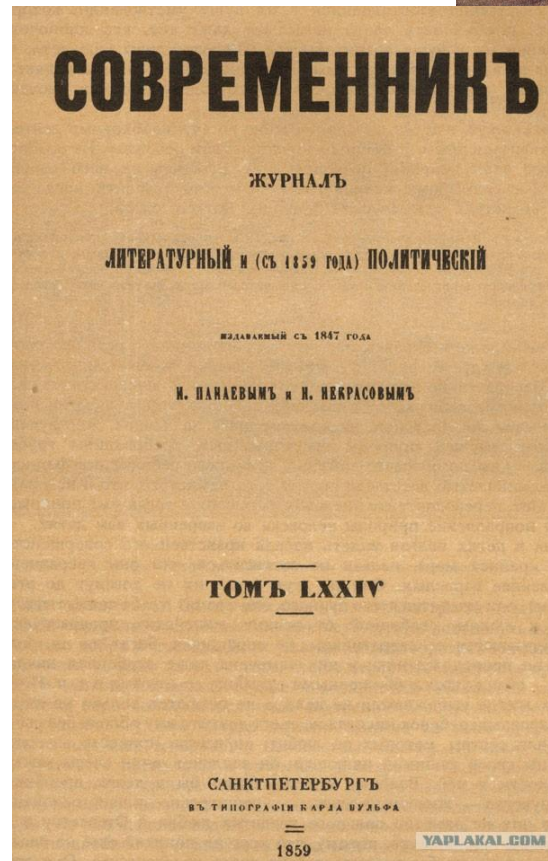 СОВРЕМЕННИКЪ
ЖУРНАЛЪ
ЛИТЕРАТУРНЫЙ и (съ 1859 года) ПОЛИТИЧЕСКІЙ
издаваемый съ 1847 года
И. ПАНАЕВЫМЪ и Н. НЕКРАСОВЫМЪ
ТОМЪ LXXIV
САНКТПЕТЕРБУРГЪ
ВЪ ТИПОГРАФІИ КАРЛА ВУЛЬФА
1859
YAPLAKAL.COM